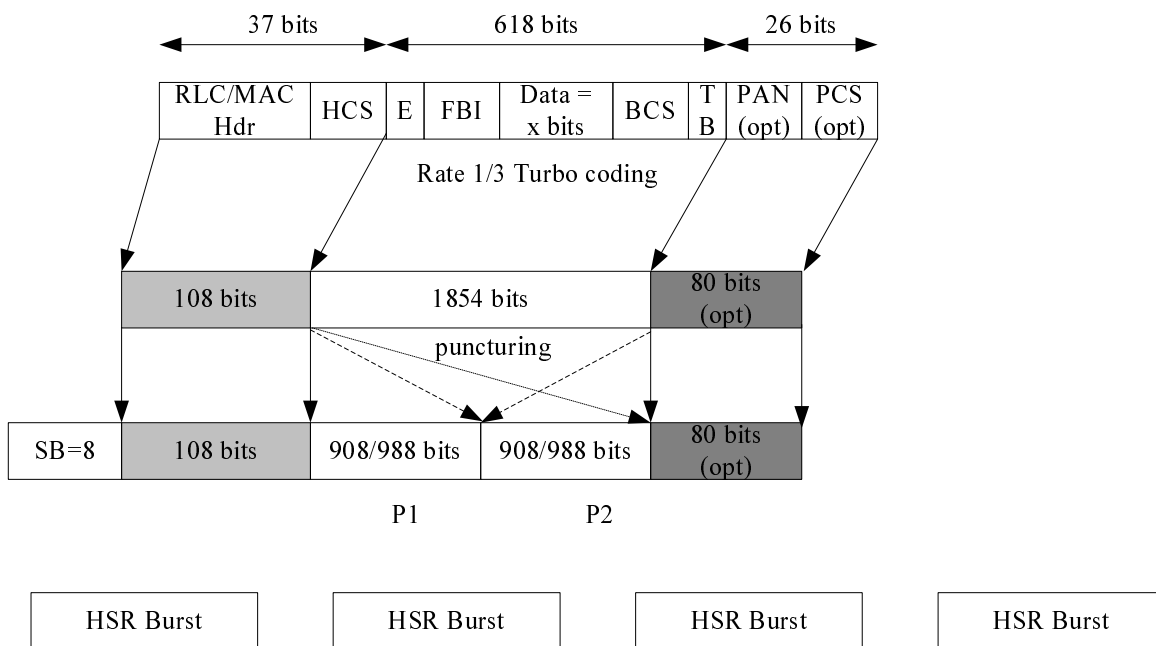 37 bits
618 bits
26 bits
RLC/MAC
Hdr
HCS
E
FBI
Data =
x bits
BCS
T
B
PAN
(opt)
PCS
(opt)
Rate 1/3 Turbo coding
108 bits
1854 bits
80 bits
(opt)
puncturing
SB=8
108 bits
908/988 bits
908/988 bits
80 bits
(opt)
P1
P2
HSR Burst
HSR Burst
HSR Burst
HSR Burst